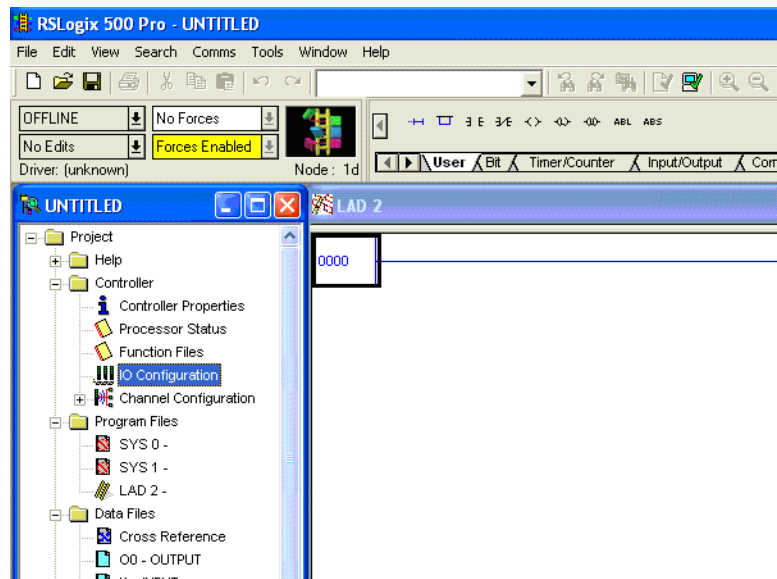 RSLogix 500 Pro - UNTITLED
File Edit View Search Comms Tools Window Help
OFFLINE No Forces
No Edits Forces Enabled
Driver: (unknown) Node: 1d
ABL ABS
User Bit Timer/Counter Input/Output
UNTITLED
LAD 2
0000
Project
Help
Controller
Controller Properties
Processor Status
Function Files
IO Configuration
Channel Configuration
Program Files
SYS 0 -
SYS 1 -
LAD 2 -
Data Files
Cross Reference
O0 - OUTPUT